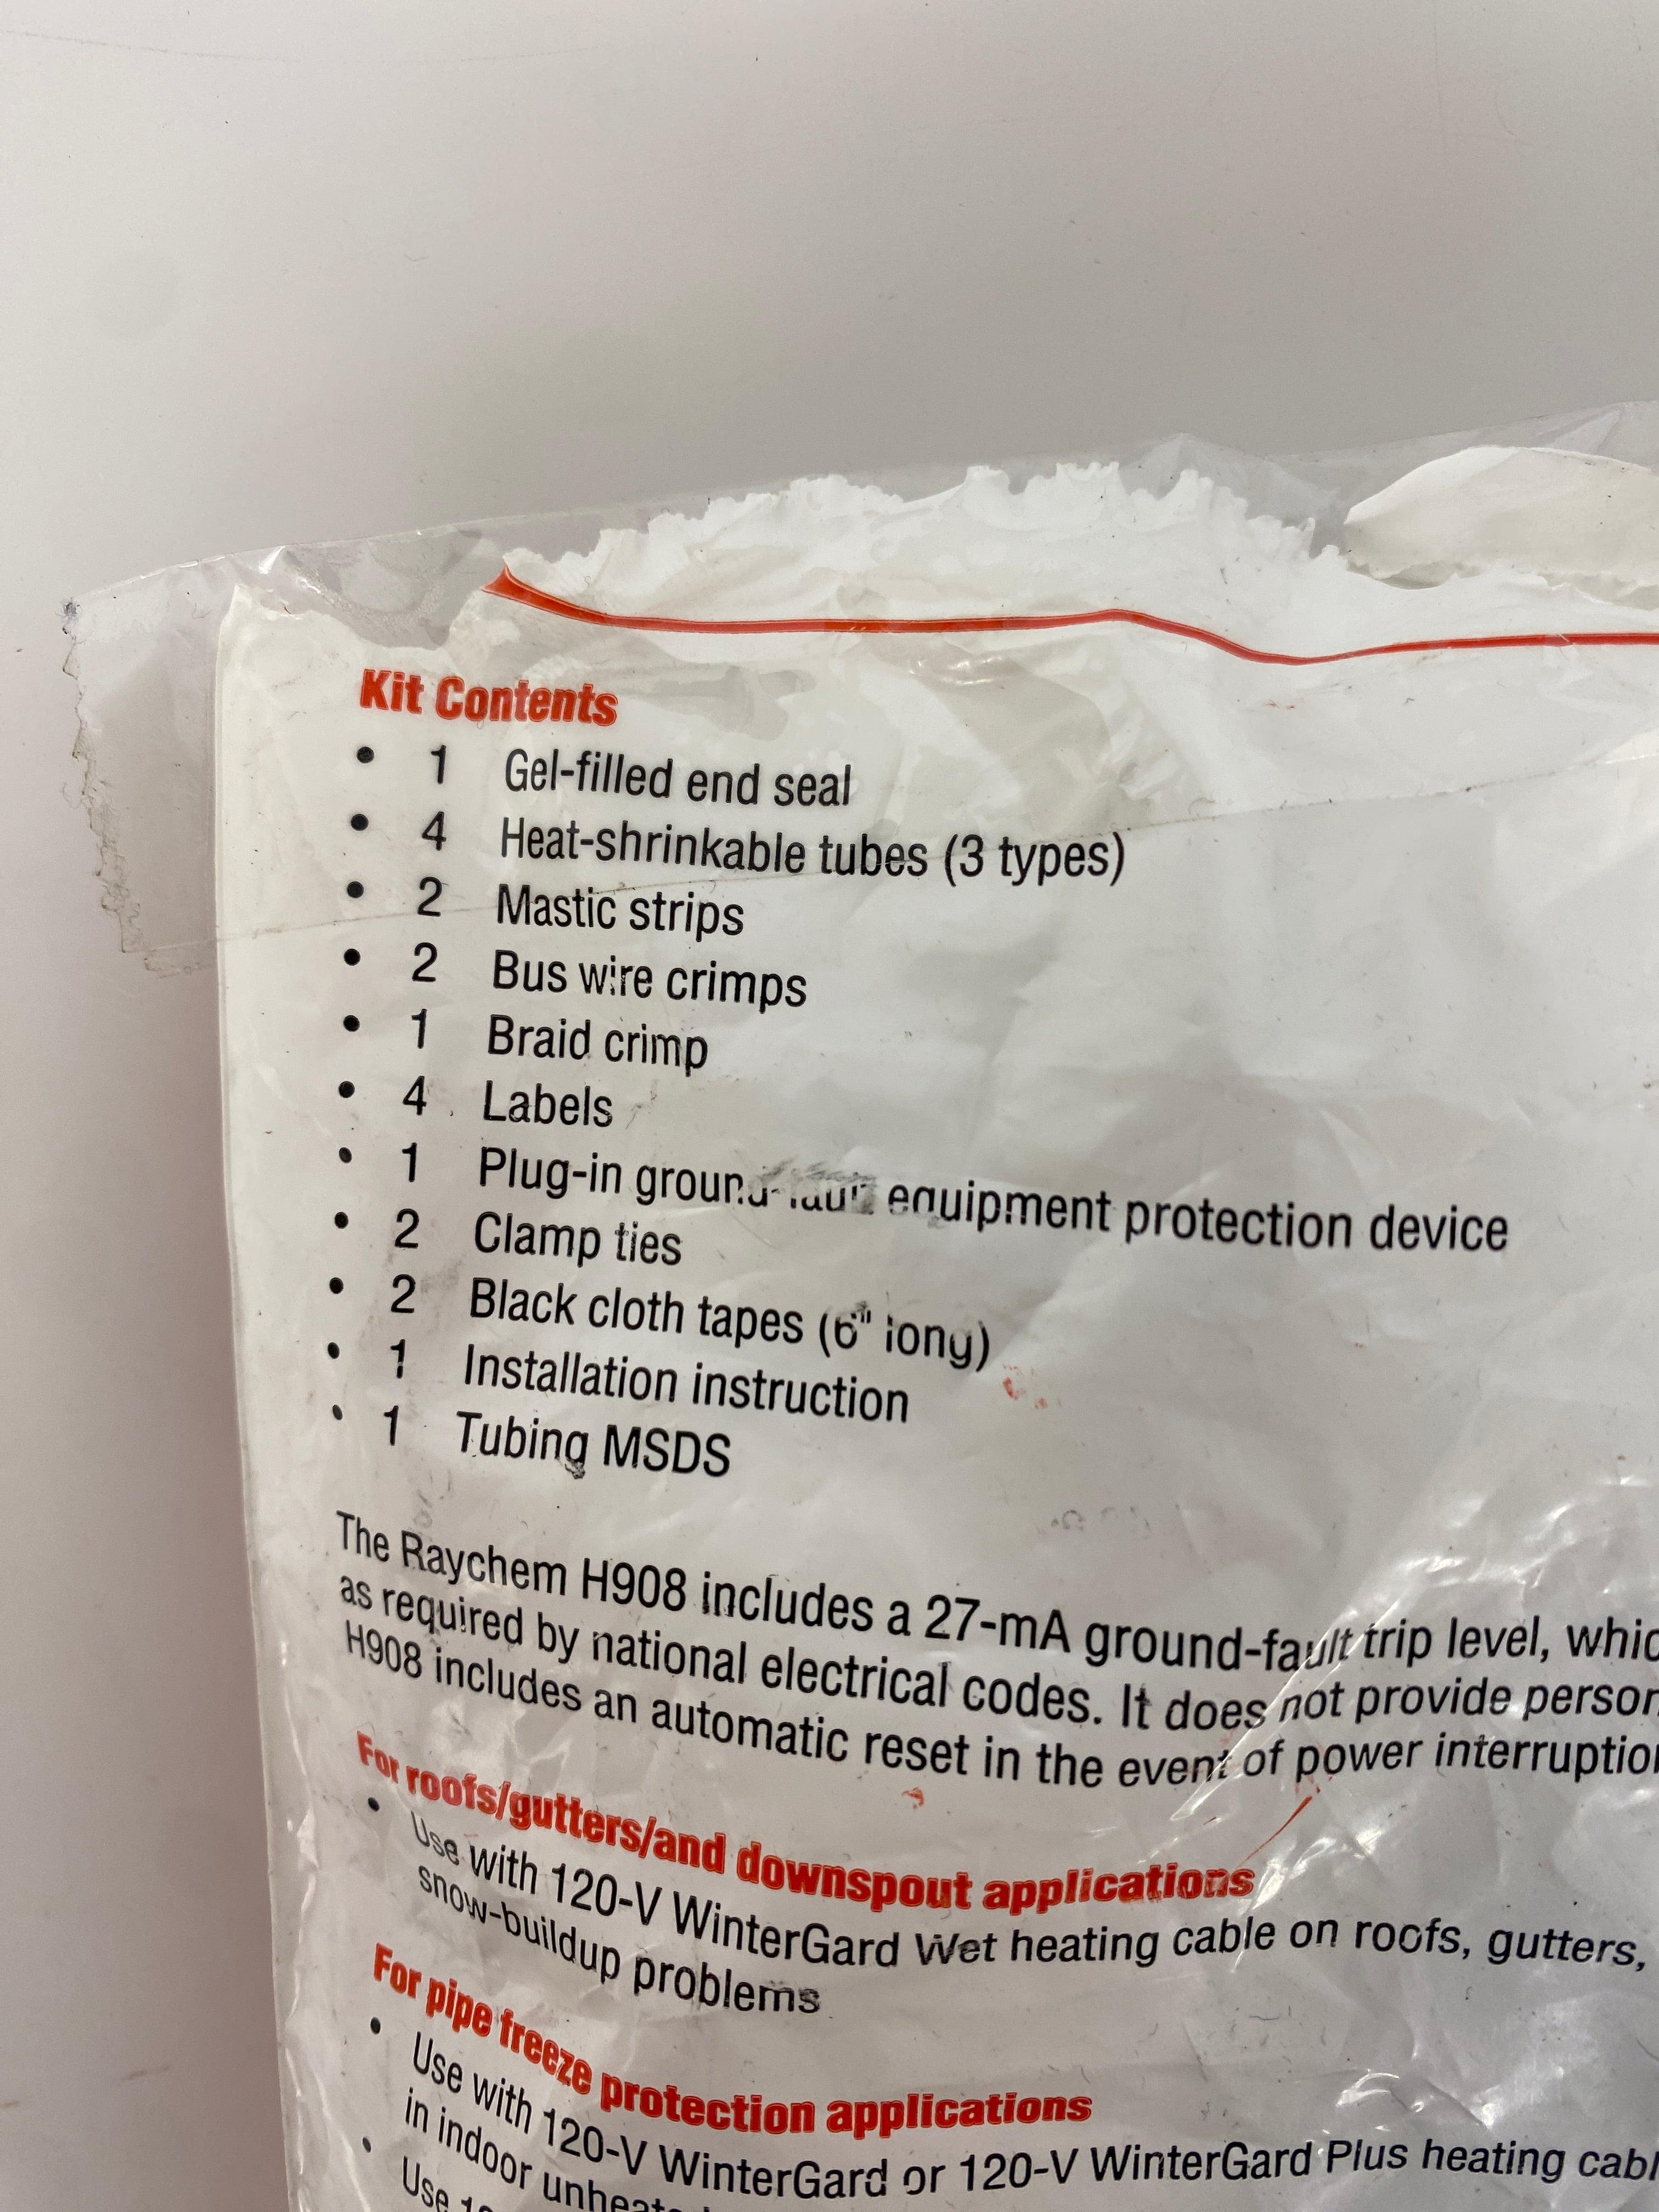 Kit Contents
• 1 Gel-filled end seal
• 4 Heat-shrinkable tubes (3 types)
• 2 Mastic strips
• 2 Bus wire crimps
• 1 Braid crimp
• 4 Labels
• 1 Plug-in ground-fault equipment protection device
• 2 Clamp ties
• 2 Black cloth tapes (6" long)
• 1 Installation instruction
• 1 Tubing MSDS
The Raychem H908 includes a 27-mA ground-fault trip level,
as required by national electrical codes. It does not provide
H908 includes an automatic reset in the event of power
For roofs/gutters/and downspout applications
• Use with 120-V WinterGard Wet heating cable on roofs, gutters,
snow-buildup problems
For pipe freeze protection applications
• Use with 120-V WinterGard or 120-V WinterGard Plus heating
in indoor
• Use